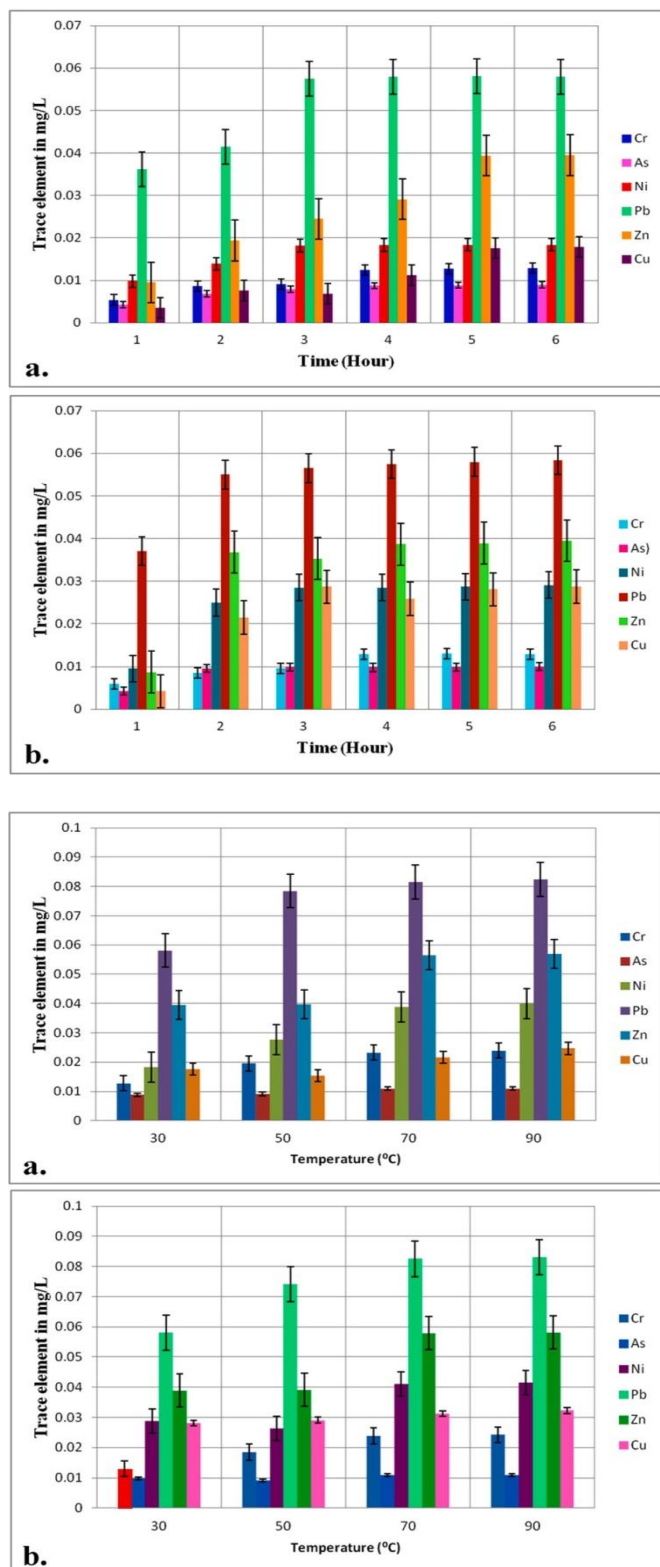 Trace element in mg/L
0.07
0.06
0.05
0.04
0.03
0.02
0.01
0
1 2 3 4 5 6
Time (Hour)
Cr
As
Ni
Pb
Zn
Cu
a.
Trace element in mg/L
0.07
0.06
0.05
0.04
0.03
0.02
0.01
0
1 2 3 4 5 6
Time (Hour)
Cr
As)
Ni
Pb
Zn
Cu
b.
Trace element in mg/L
0.1
0.09
0.08
0.07
0.06
0.05
0.04
0.03
0.02
0.01
0
30 50 70 90
Temperature (⁰C)
Cr
As
Ni
Pb
Zn
Cu
a.
Trace element in mg/L
0.1
0.09
0.08
0.07
0.06
0.05
0.04
0.03
0.02
0.01
0
30 50 70 90
Temperature (⁰C)
Cr
As
Ni
Pb
Zn
Cu
b.